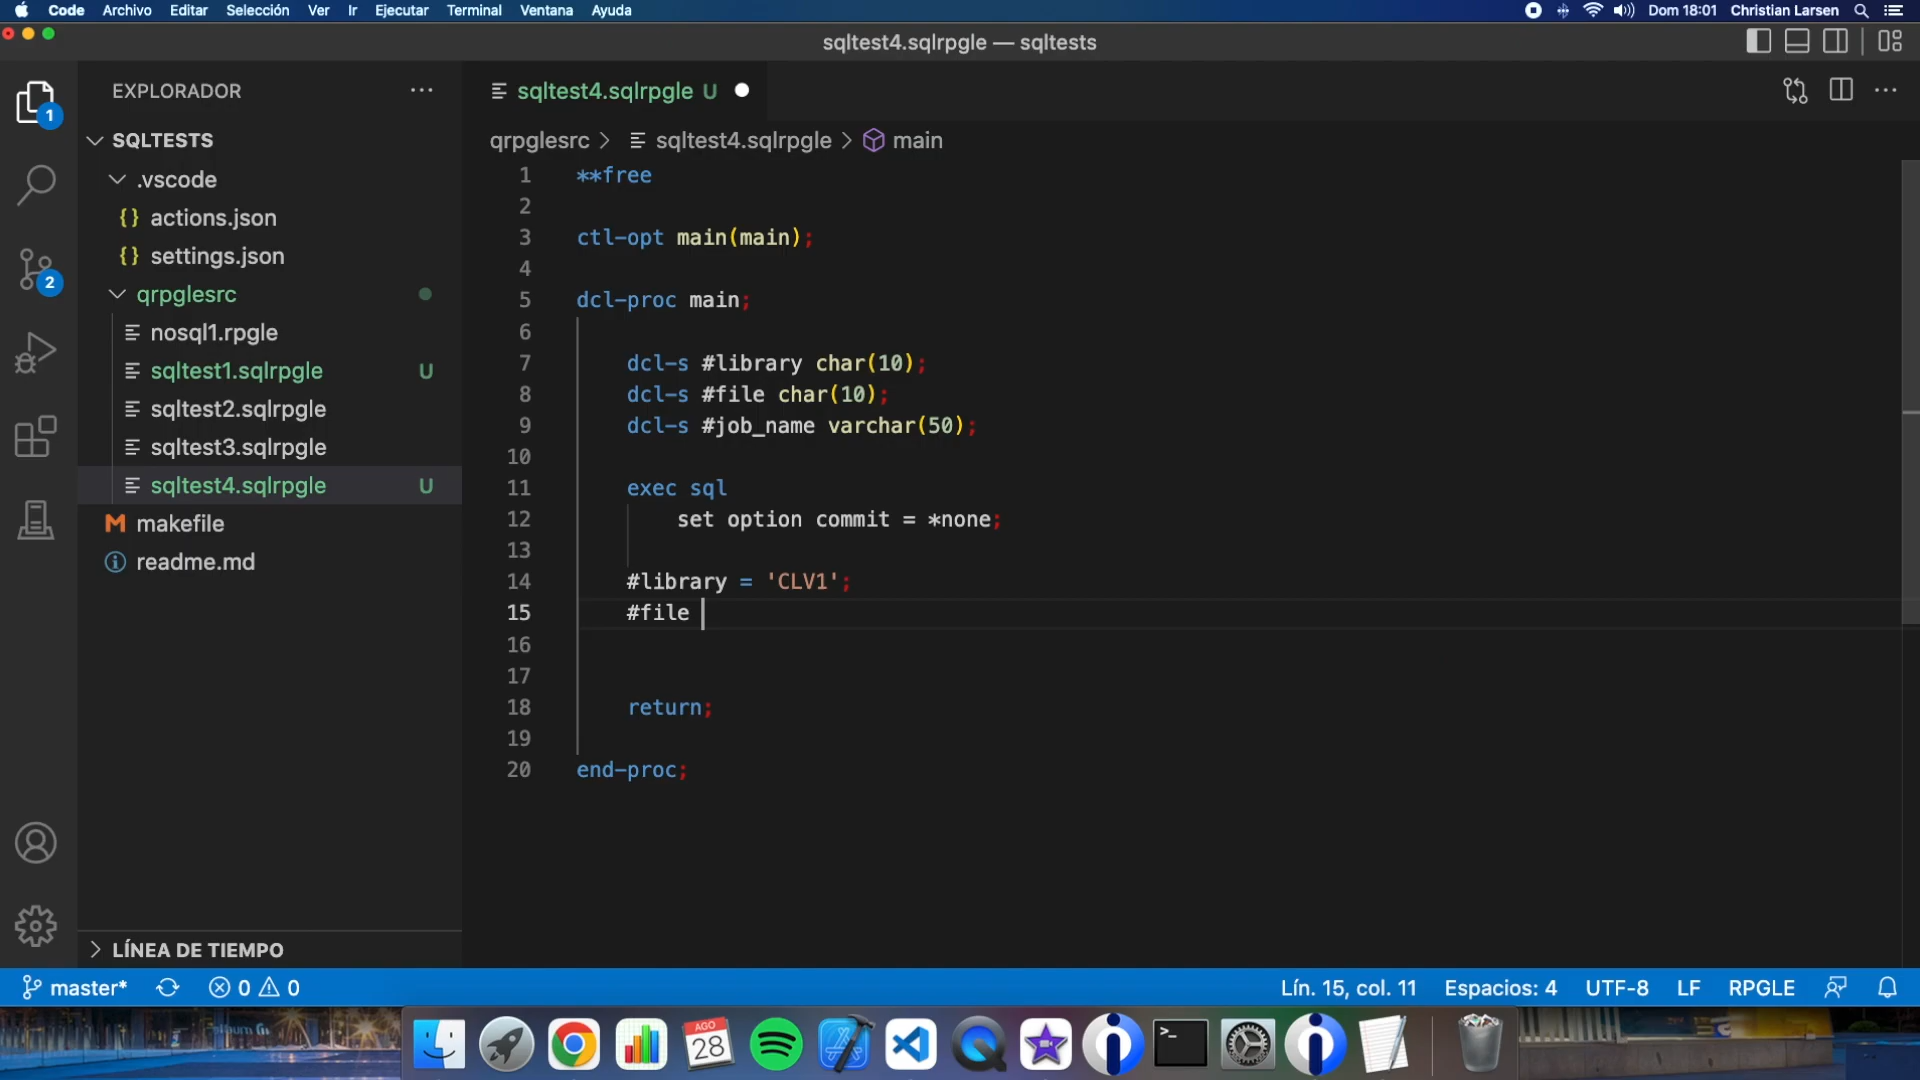 Code Archivo Editar Selección Ver Ir Ejecutar Terminal Ventana Ayuda Dom 18:01 Christian Larsen
sqltest4.sqlrpgle — sqltests
EXPLORADOR
sqltest4.sqlrpgle U
SQLTESTS
qrpglesrc > sqltest4.sqlrpgle > main
.vscode
{} actions.json
{} settings.json
qrpglesrc
nosql1.rpgle
sqltest1.sqlrpgle U
sqltest2.sqlrpgle
sqltest3.sqlrpgle
sqltest4.sqlrpgle U
M makefile
readme.md
1 **free
2
3 ctl-opt main(main);
4
5 dcl-proc main;
6
7 dcl-s #library char(10);
8 dcl-s #file char(10);
9 dcl-s #job_name varchar(50);
10
11 exec sql
12 set option commit = *none;
13
14 #library = 'CLV1';
15 #file
16
17
18 return;
19
20 end-proc;
1
2
LÍNEA DE TIEMPO
master* 0 0 Lín. 15, col. 11 Espacios: 4 UTF-8 LF RPGLE
AGO
28